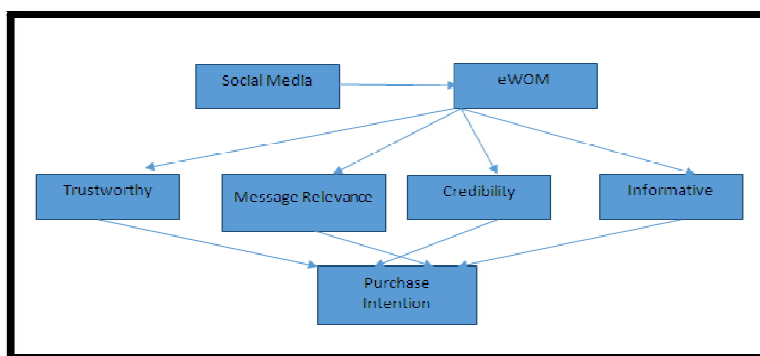 Social Media
eWOM
Trustworthy
Message Relevance
Credibility
Informative
Purchase
Intention